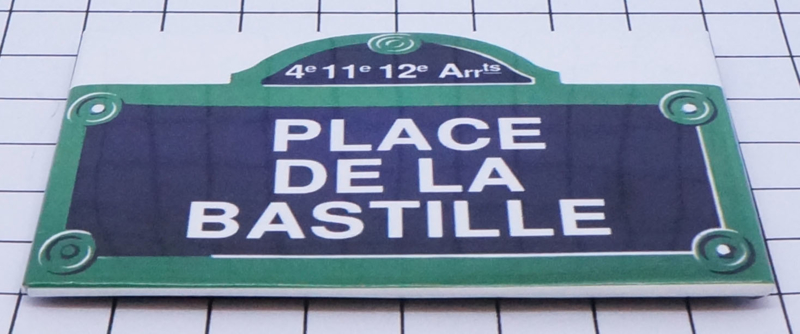 4e 11e 12e Arrts
PLACE
DE LA
BASTILLE